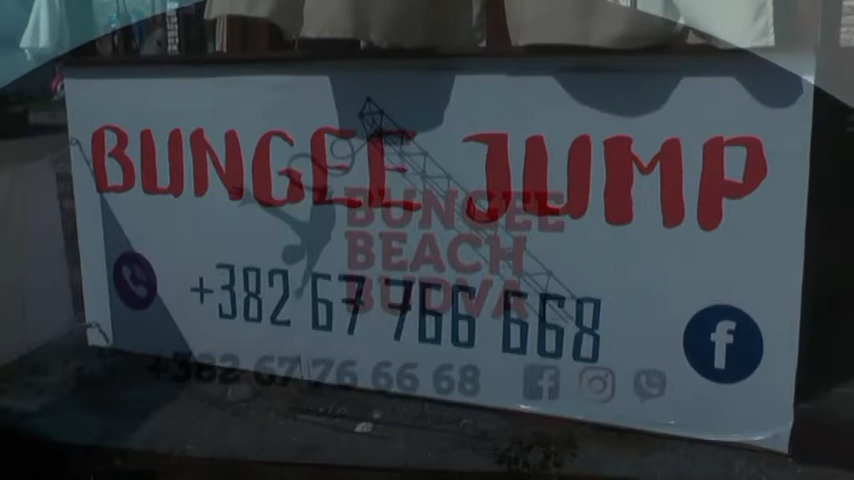 BUNGEE JUMP
BUNGEE
BEACH
BUDVA
+382 67 766 668
+382 67 76 66 68